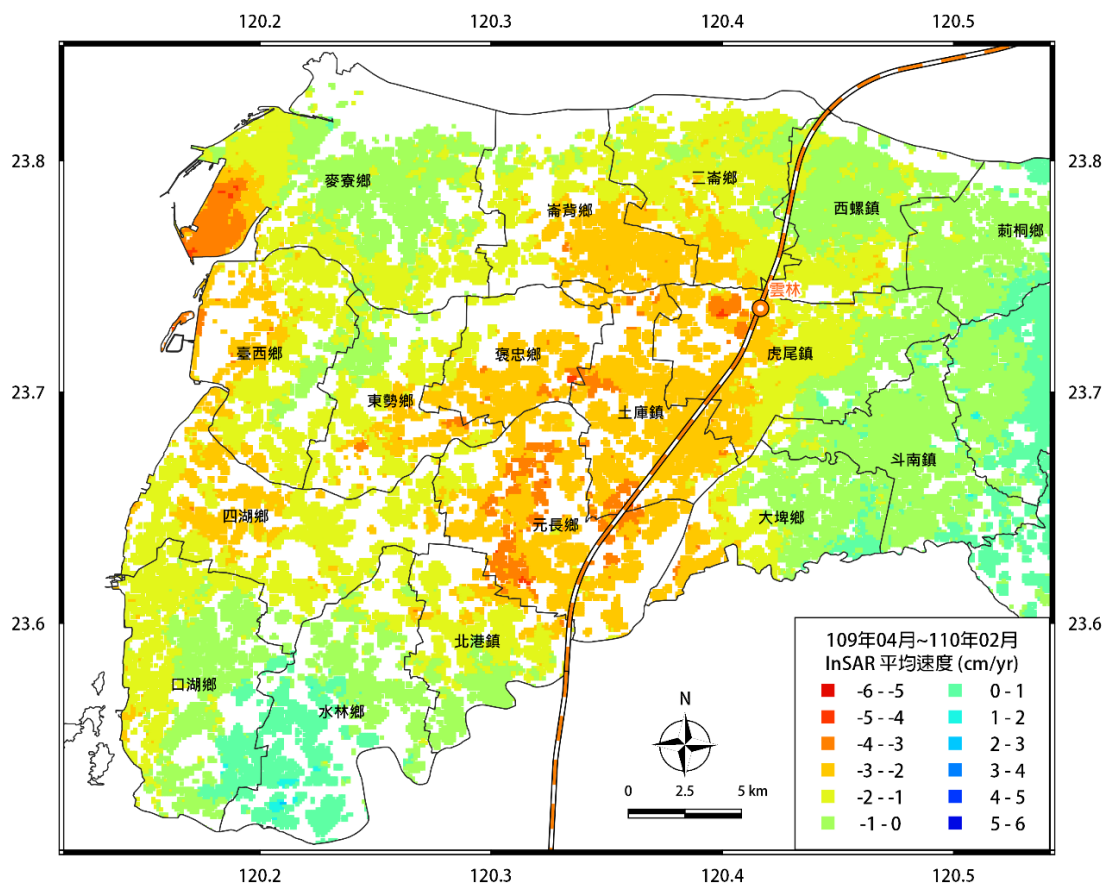 120.2 120.3 120.4 120.5
23.8 23.8
麥寮鄉
崙背鄉
二崙鄉
西螺鎮
莿桐鄉
雲林
臺西鄉
褒忠鄉
虎尾鎮
23.7 23.7
東勢鄉
土庫鎮
斗南鎮
四湖鄉
元長鄉
大埤鄉
23.6 23.6
北港鎮
口湖鄉
水林鄉
109年04月~110年02月
InSAR 平均速度 (cm/yr)
-6 - -5 0 - 1
-5 - -4 1 - 2
-4 - -3 2 - 3
-3 - -2 3 - 4
-2 - -1 4 - 5
-1 - 0 5 - 6
N
0 2.5 5 km
120.2 120.3 120.4 120.5